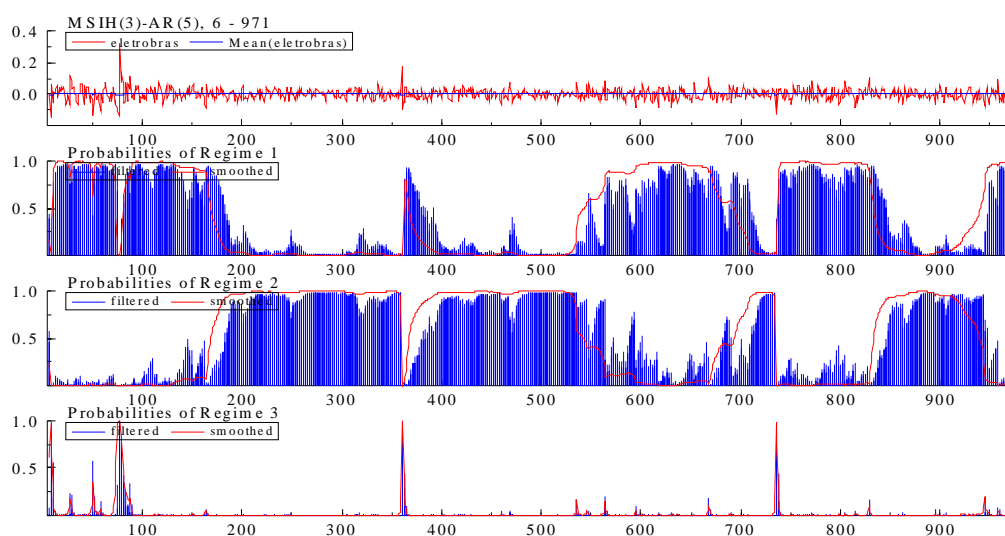 MSIH(3)-AR(5), 6 - 971
eletrobras Mean(eletrobras)
0.4
0.2
0.0
100 200 300 400 500 600 700 800 900
Probabilities of Regime 1
filtered smoothed
1.0
0.5
100 200 300 400 500 600 700 800 900
Probabilities of Regime 2
filtered smoothed
1.0
0.5
100 200 300 400 500 600 700 800 900
Probabilities of Regime 3
filtered smoothed
1.0
0.5
100 200 300 400 500 600 700 800 900